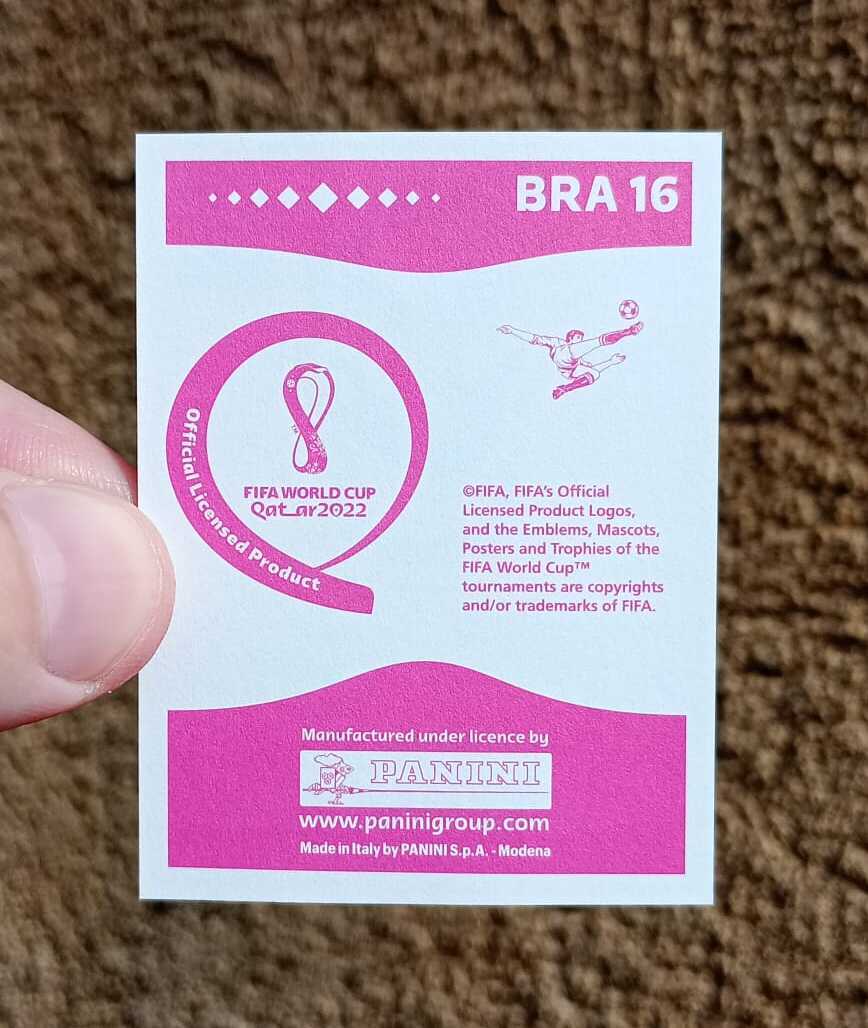 BRA 16
Official Licensed Product
FIFA WORLD CUP
Qatar2022
©FIFA, FIFA's Official
Licensed Product Logos,
and the Emblems, Mascots,
Posters and Trophies of the
FIFA World Cup™
tournaments are copyrights
and/or trademarks of FIFA.
Manufactured under licence by
PANINI
www.paninigroup.com
Made in Italy by PANINI S.p.A. - Modena